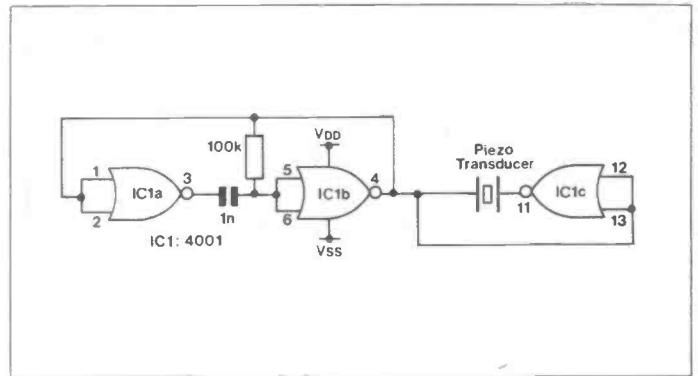 100k
VDD
Piezo
Transducer
1
2
3
IC1a
1n
5
6
IC1b
4
12
11
IC1c
13
IC1: 4001
VSS